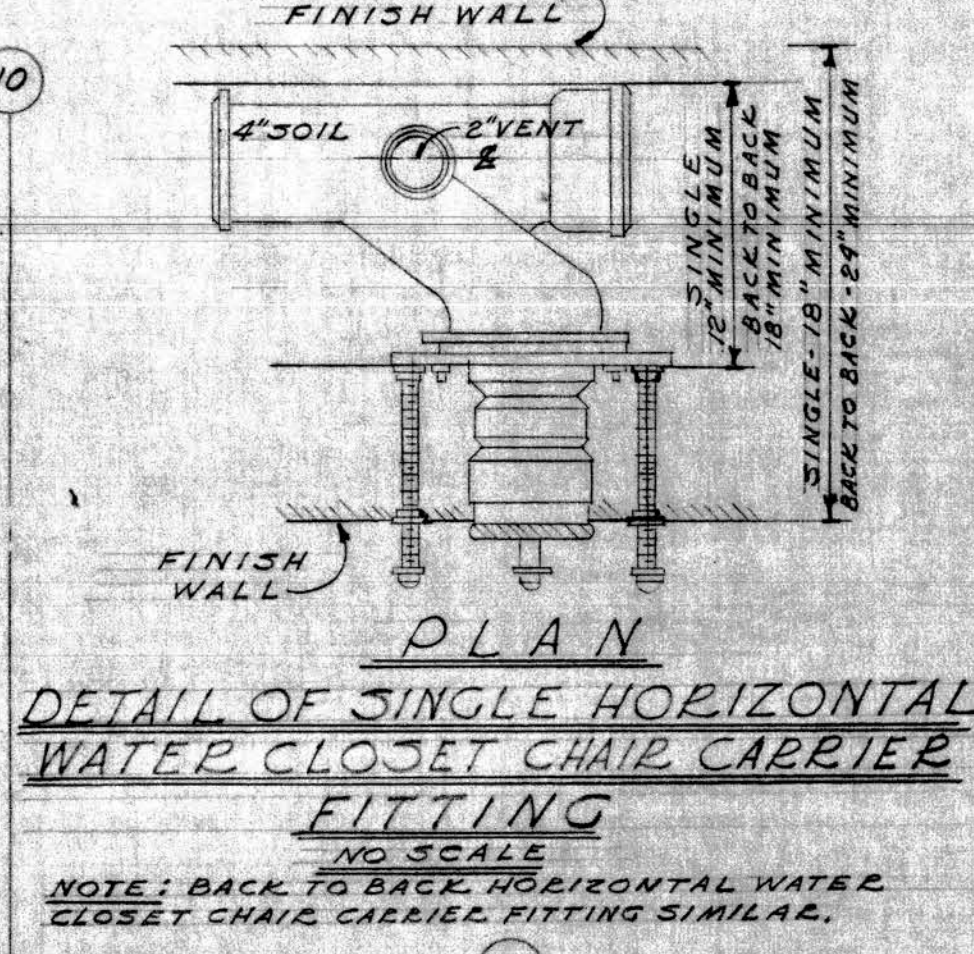 FINISH WALL
10
4" SOIL
2" VENT
℄
SINGLE
12" MINIMUM
BACK TO BACK
18" MINIMUM
SINGLE - 18" MINIMUM
BACK TO BACK - 24" MINIMUM
FINISH
WALL
PLAN
DETAIL OF SINGLE HORIZONTAL
WATER CLOSET CHAIR CARRIER
FITTING
NO SCALE
NOTE: BACK TO BACK HORIZONTAL WATER
CLOSET CHAIR CARRIER FITTING SIMILAR.